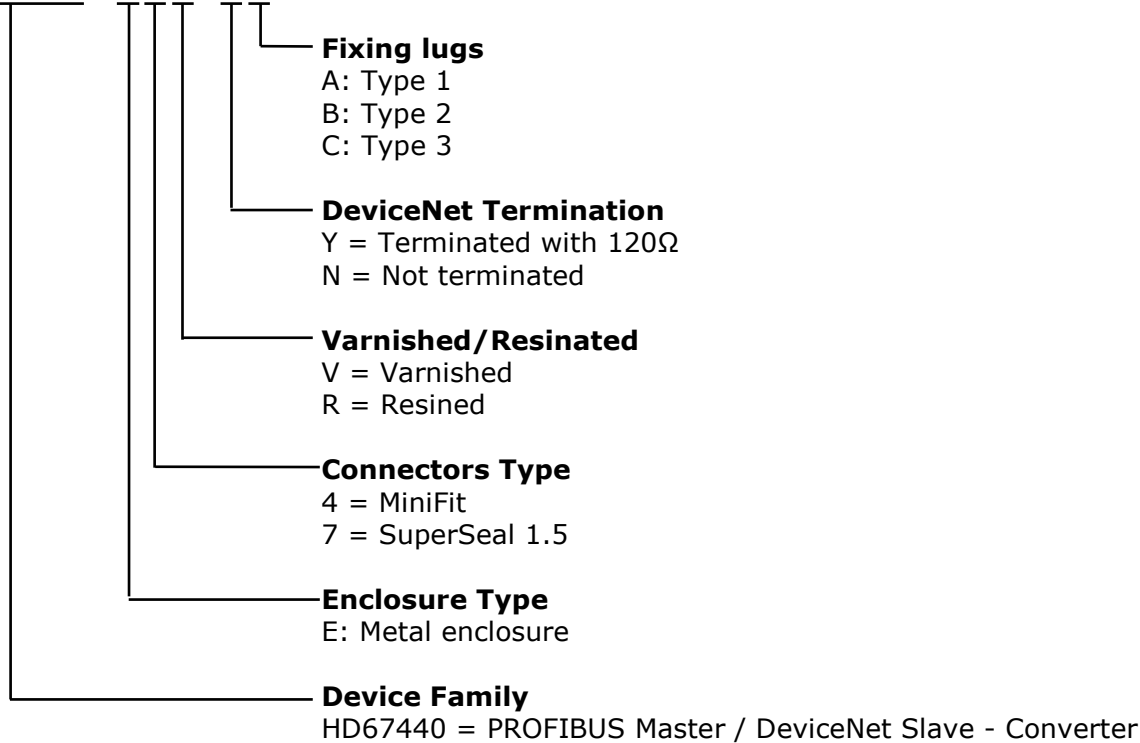 Fixing lugs
A: Type 1
B: Type 2
C: Type 3
DeviceNet Termination
Y = Terminated with 120Ω
N = Not terminated
Varnished/Resinated
V = Varnished
R = Resined
Connectors Type
4 = MiniFit
7 = SuperSeal 1.5
Enclosure Type
E: Metal enclosure
Device Family
HD67440 = PROFIBUS Master / DeviceNet Slave - Converter